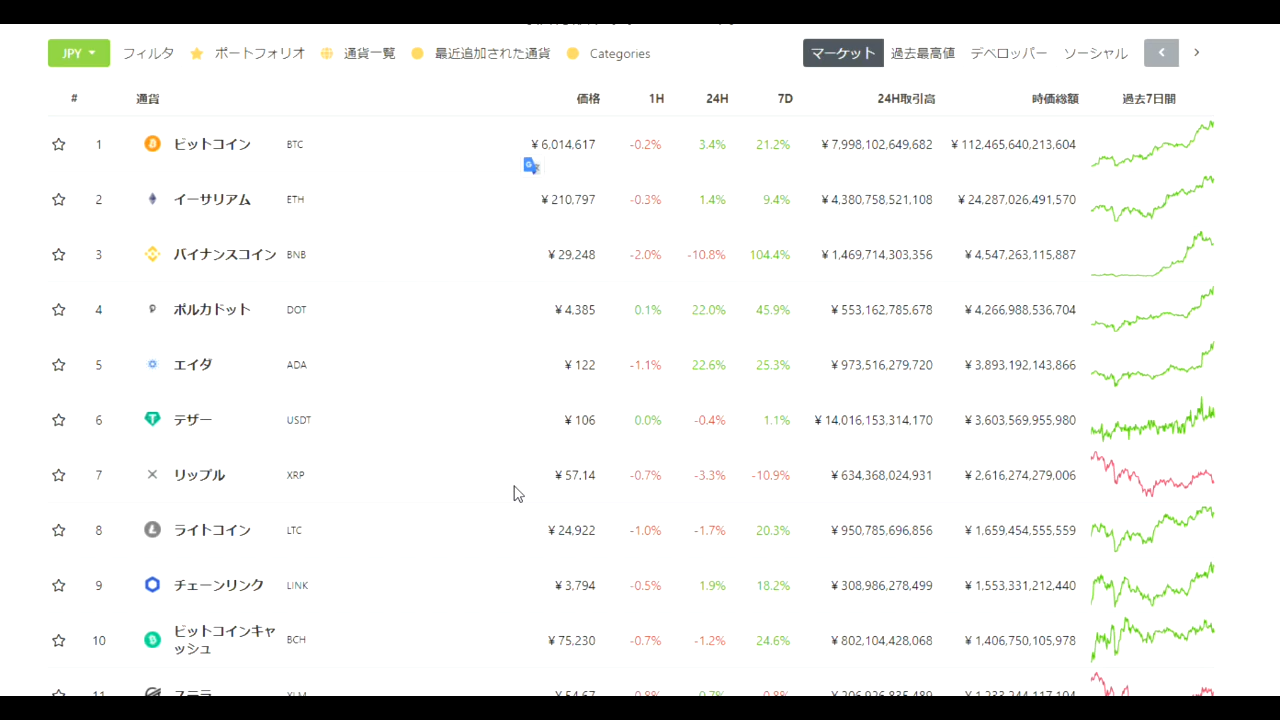 JPY フィルタ ポートフォリオ 通貨一覧 最近追加された通貨 Categories マーケット 過去最高値 デベロッパー ソーシャル
# 通貨 価格 1H 24H 7D 24H取引高 時価総額 過去7日間
1 ビットコイン BTC ¥6,014,617 -0.2% 3.4% 21.2% ¥7,998,102,649,682 ¥112,465,640,213,604
2 イーサリアム ETH ¥210,797 -0.3% 1.4% 9.4% ¥4,380,758,521,108 ¥24,287,026,491,570
3 バイナンスコイン BNB ¥29,248 -2.0% -10.8% 104.4% ¥1,469,714,303,356 ¥4,547,263,115,887
4 ポルカドット DOT ¥4,385 0.1% 22.0% 45.9% ¥553,162,785,678 ¥4,266,988,536,704
5 エイダ ADA ¥122 -1.1% 22.6% 25.3% ¥973,516,279,720 ¥3,893,192,143,866
6 テザー USDT ¥106 0.0% -0.4% 1.1% ¥14,016,153,314,170 ¥3,603,569,955,980
7 リップル XRP ¥57.14 -0.7% -3.3% -10.9% ¥634,368,024,931 ¥2,616,274,279,006
8 ライトコイン LTC ¥24,922 -1.0% -1.7% 20.3% ¥950,785,696,856 ¥1,659,454,555,559
9 チェーンリンク LINK ¥3,794 -0.5% 1.9% 18.2% ¥308,986,278,499 ¥1,553,331,212,440
10 ビットコインキャ
ッシュ BCH ¥75,230 -0.7% -1.2% 24.6% ¥802,104,428,068 ¥1,406,750,105,978
11 ステラ XLM